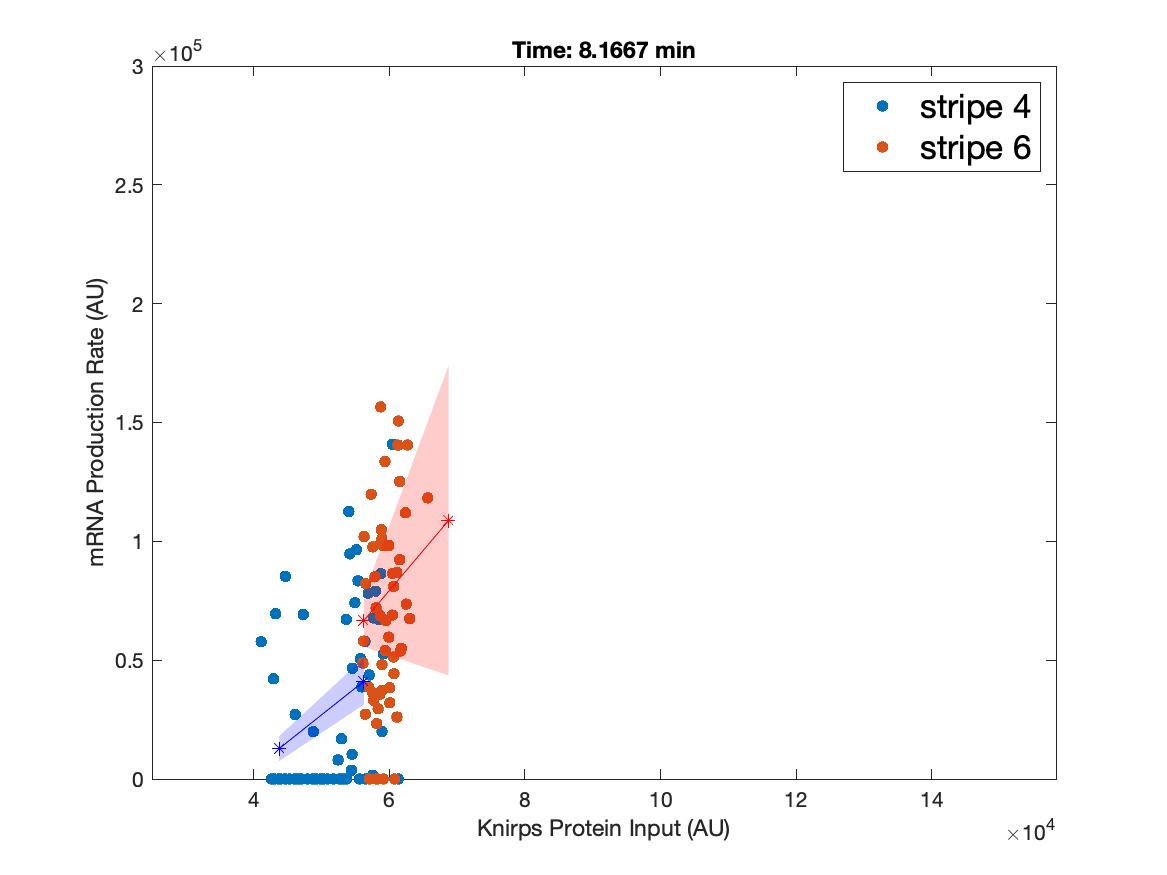 Time: 8.1667 min
×10^5
3
2.5
2
1.5
1
0.5
0
mRNA Production Rate (AU)
stripe 4
stripe 6
4 6 8 10 12 14
Knirps Protein Input (AU)
×10^4